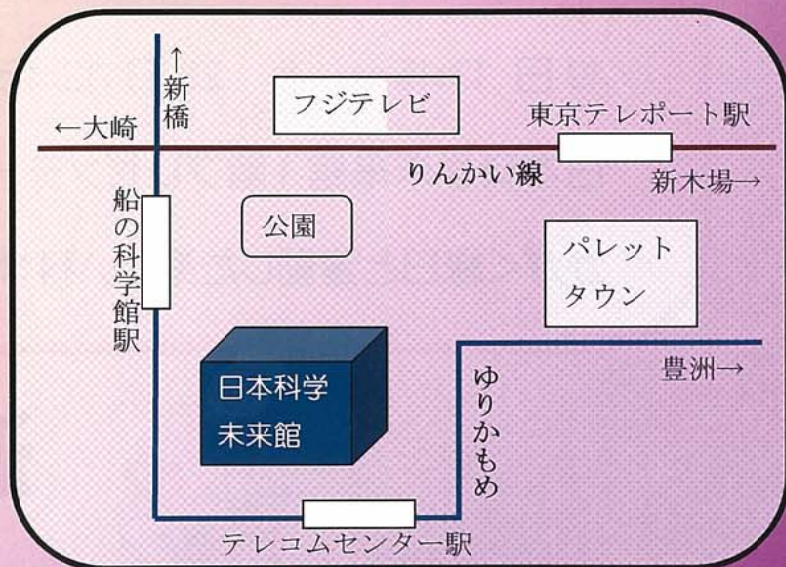 ↑新橋
フジテレビ
東京テレポート駅
←大崎
りんかい線
新木場→
船の科学館駅
公園
パレット
タウン
日本科学
未来館
豊洲→
ゆりかもめ
テレコムセンター駅